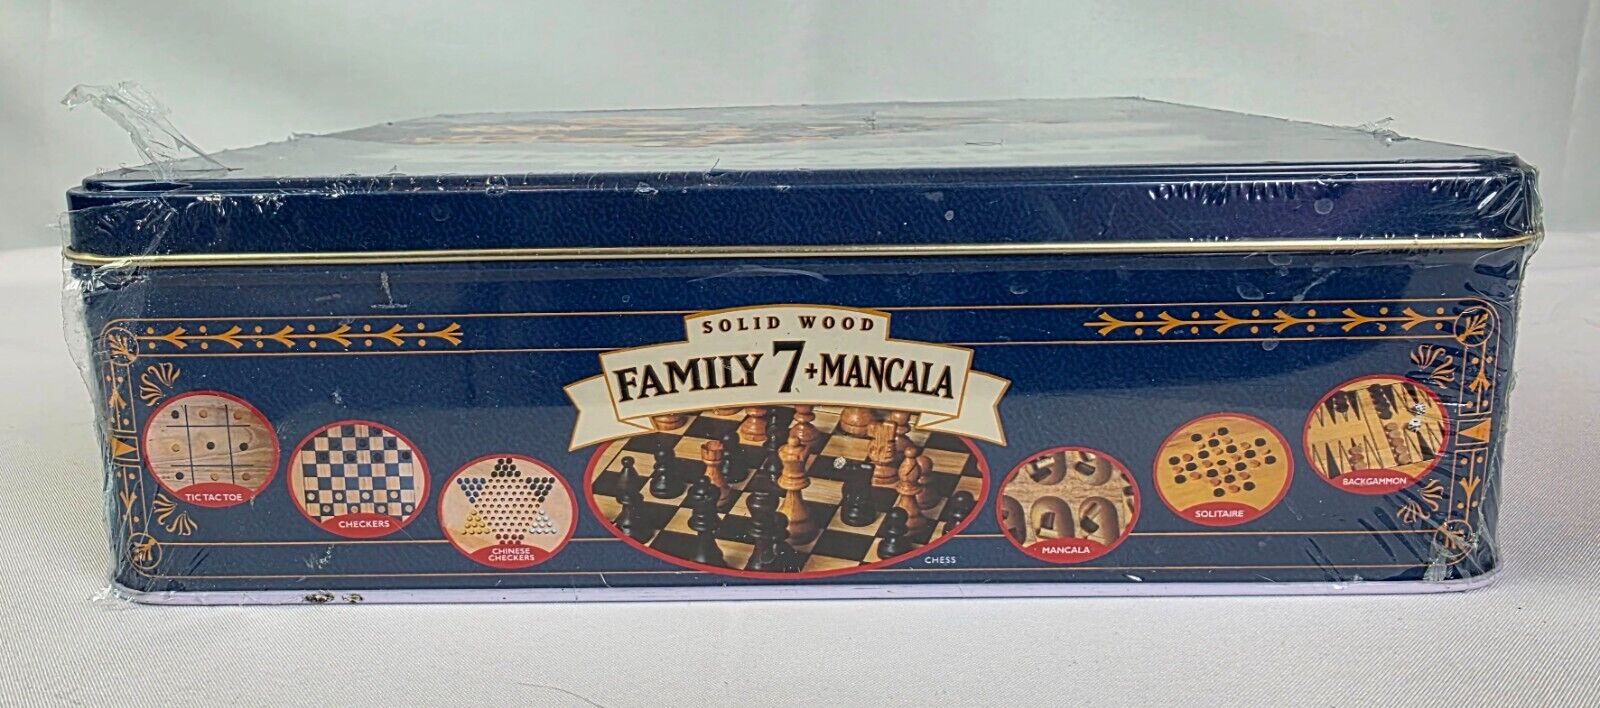 SOLID WOOD
FAMILY 7+MANCALA
TIC TAC TOE
CHECKERS
CHINESE
CHECKERS
CHESS
MANCALA
SOLITAIRE
BACKGAMMON